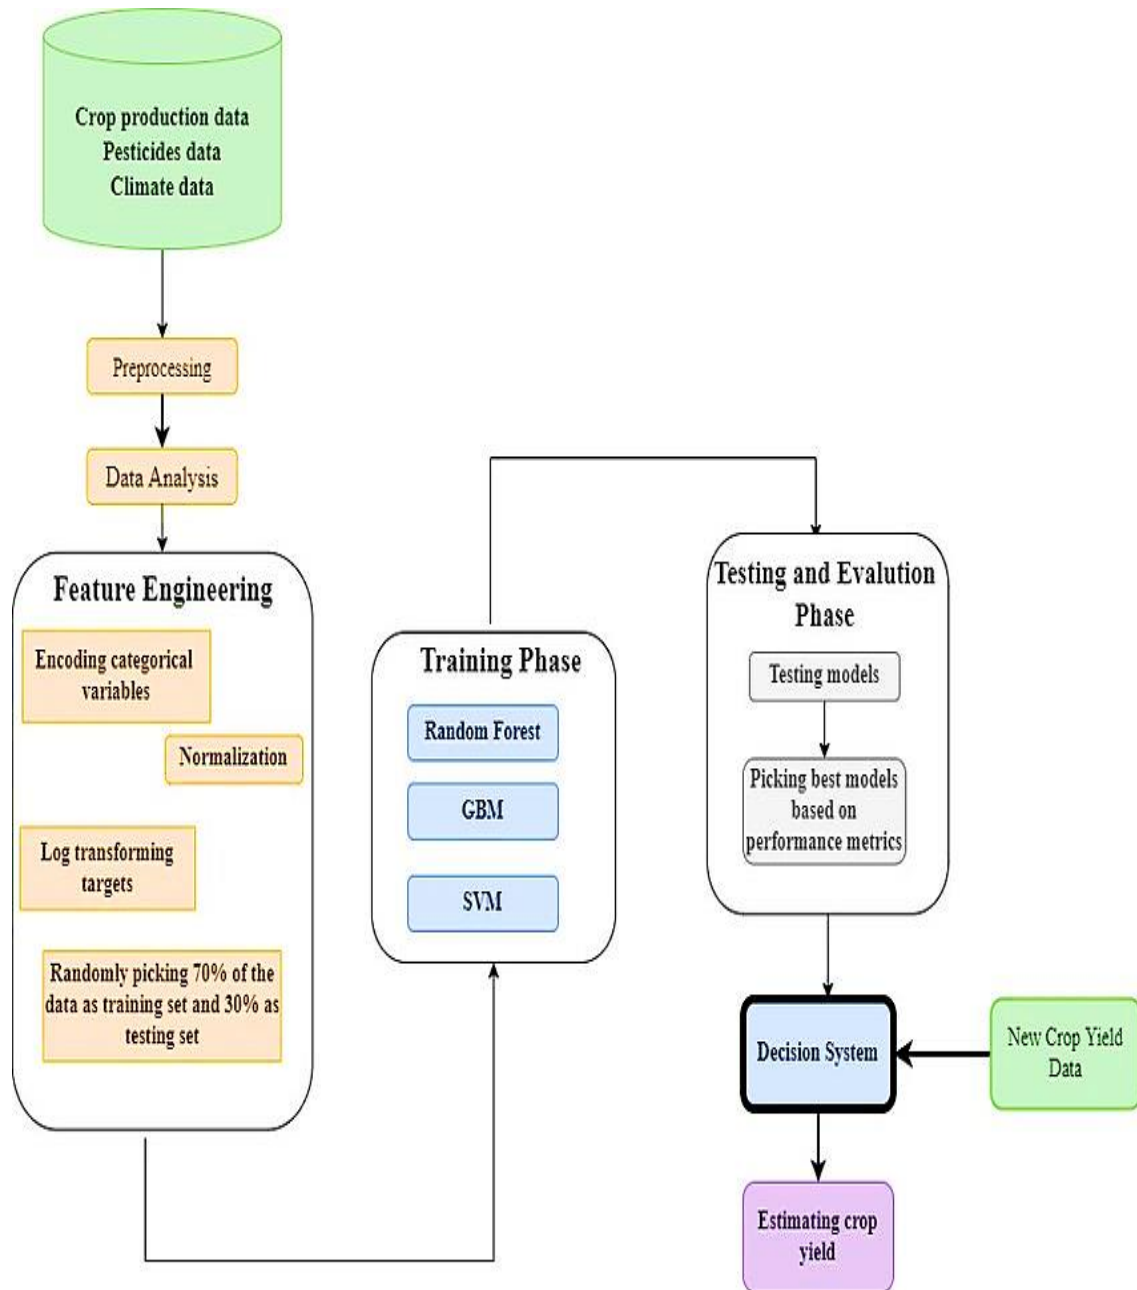 Crop production data
Pesticides data
Climate data
Preprocessing
Data Analysis
Feature Engineering
Encoding categorical
variables
Normalization
Log transforming
targets
Randomly picking 70% of the
data as training set and 30% as
testing set
Training Phase
Random Forest
GBM
SVM
Testing and Evalution
Phase
Testing models
Picking best models
based on
performance metrics
Decision System
New Crop Yield
Data
Estimating crop
yield